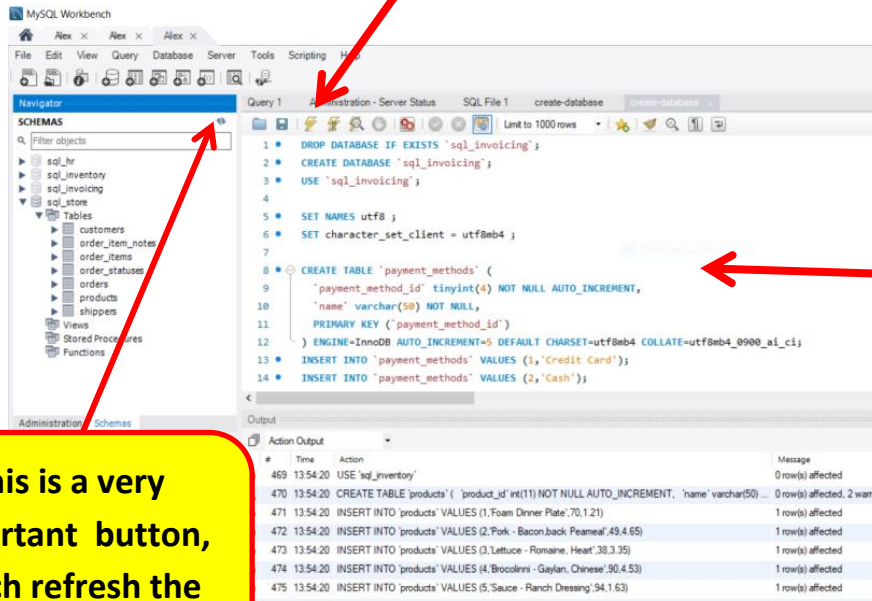 MySQL Workbench
Alex × Alex × Alex ×
File Edit View Query Database Server Tools Scripting
Navigator
SCHEMAS
Filter objects
sql_hr
sql_inventory
sql_invoicing
sql_store
Tables
customers
order_item_notes
order_items
order_statuses
orders
products
shippers
Views
Stored Procedures
Functions
Administration Schemas
Query 1 Administration - Server Status SQL File 1 create-database create-database ×
Limit to 1000 rows
1 DROP DATABASE IF EXISTS `sql_invoicing`;
2 CREATE DATABASE `sql_invoicing`;
3 USE `sql_invoicing`;
4
5 SET NAMES utf8 ;
6 SET character_set_client = utf8mb4 ;
7
8 CREATE TABLE `payment_methods` (
9 `payment_method_id` tinyint(4) NOT NULL AUTO_INCREMENT,
10 `name` varchar(50) NOT NULL,
11 PRIMARY KEY (`payment_method_id`)
12 ) ENGINE=InnoDB AUTO_INCREMENT=5 DEFAULT CHARSET=utf8mb4 COLLATE=utf8mb4_0900_ai_ci;
13 INSERT INTO `payment_methods` VALUES (1,'Credit Card');
14 INSERT INTO `payment_methods` VALUES (2,'Cash');
Output
Action Output
# Time Action Message
469 13:54:20 USE `sql_inventory` 0 row(s) affected
470 13:54:20 CREATE TABLE `products` ( `product_id` int(11) NOT NULL AUTO_INCREMENT, `name` varchar(50) ... 0 row(s) affected, 2 warn
471 13:54:20 INSERT INTO `products` VALUES (1,'Foam Dinner Plate',70,1.21) 1 row(s) affected
472 13:54:20 INSERT INTO `products` VALUES (2,'Pork - Bacon,back Peameal',49,4.65) 1 row(s) affected
473 13:54:20 INSERT INTO `products` VALUES (3,'Lettuce - Romaine, Heart',38,3.35) 1 row(s) affected
474 13:54:20 INSERT INTO `products` VALUES (4,'Brocolinni - Gaylan, Chinese',90,4.53) 1 row(s) affected
475 13:54:20 INSERT INTO `products` VALUES (5,'Sauce - Ranch Dressing',94,1.63) 1 row(s) affected
his is a very
ortant button,
ch refresh the